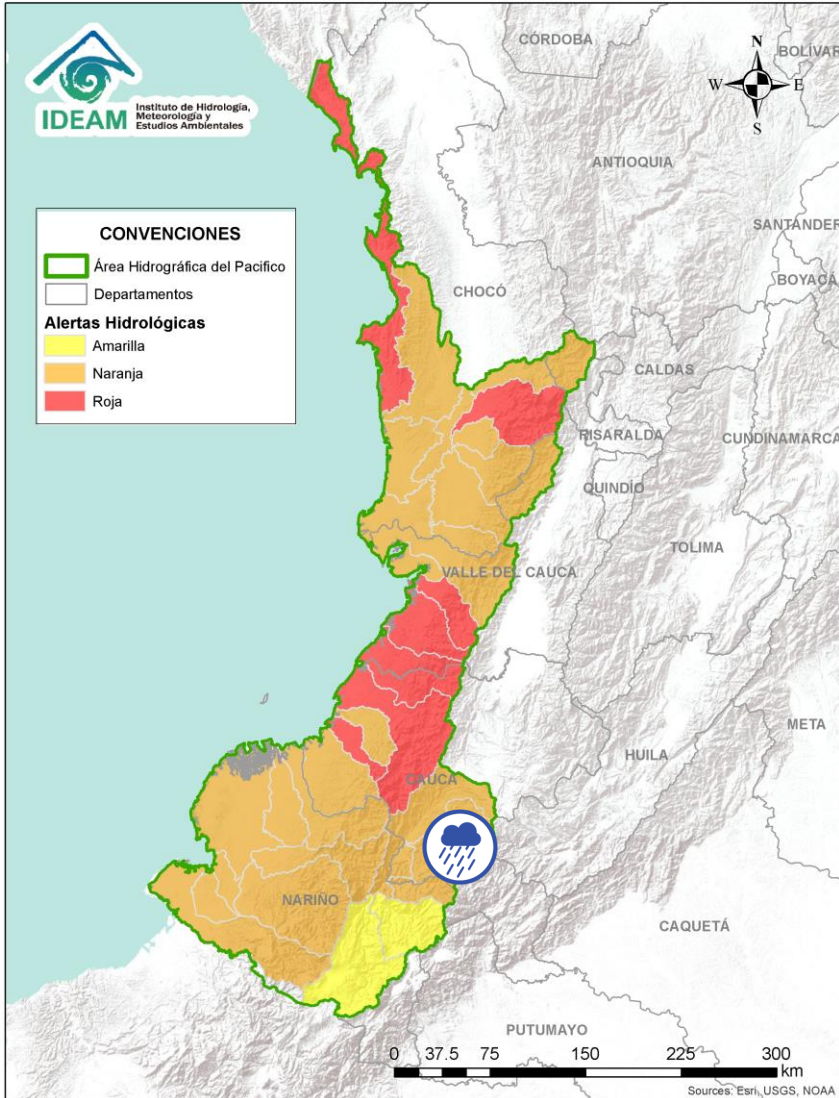 IDEAM
Instituto de Hidrología,
Meteorología y
Estudios Ambientales
CÓRDOBA
BOLÍVAR
N
W
E
S
ANTIOQUIA
SANTANDER
BOYACÁ
CONVENCIONES
Área Hidrográfica del Pacifico
Departamentos
Alertas Hidrológicas
Amarilla
Naranja
Roja
CHOCÓ
CALDAS
RISARALDA
CUNDINAMARCA
QUINDÍO
TOLIMA
VALLE DEL CAUCA
META
HUILA
CAUCA
NARIÑO
CAQUETÁ
PUTUMAYO
0 37.5 75 150 225 300
km
Sources: Esri, USGS, NOAA